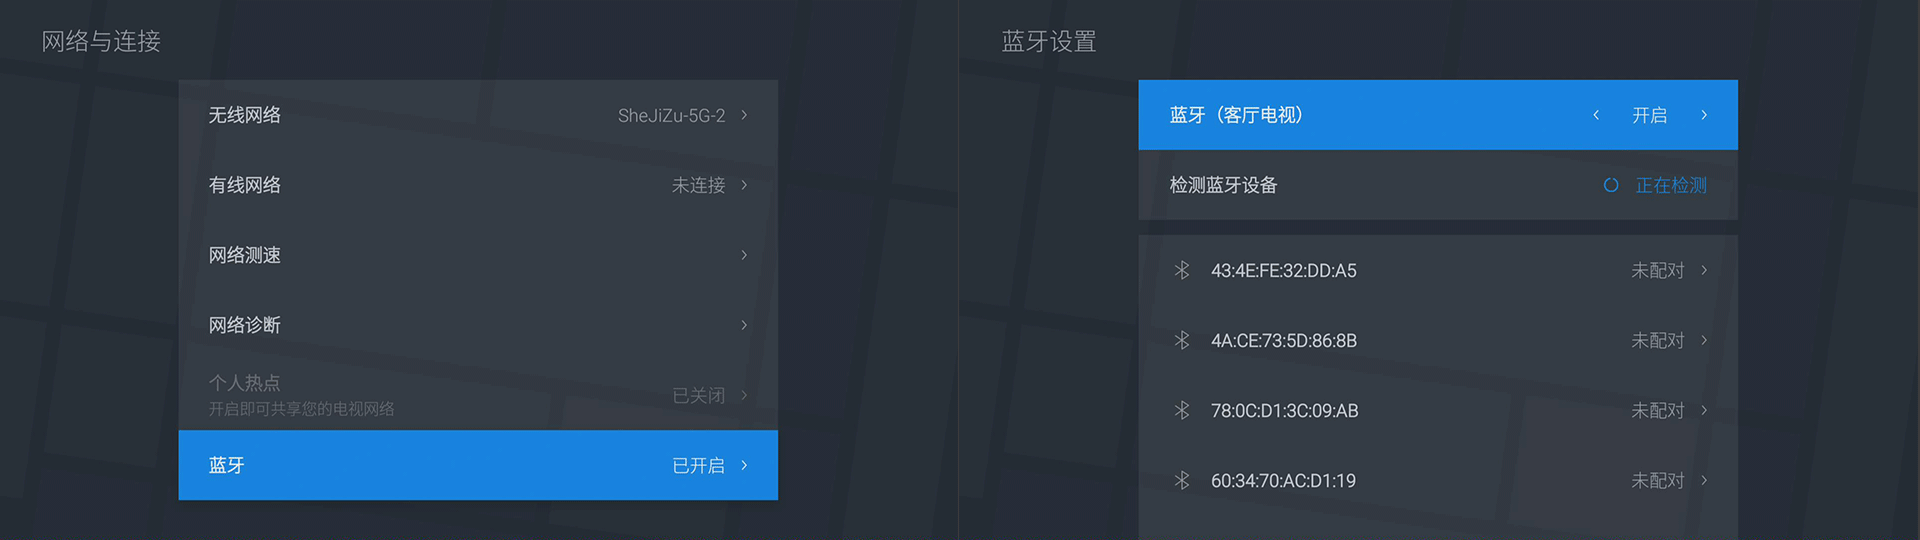 网络与连接
无线网络 SheJiZu-5G-2
有线网络 未连接
网络测速
网络诊断
个人热点 已关闭
开启即可共享您的电视网络
蓝牙 已开启
蓝牙设置
蓝牙（客厅电视） 开启
检测蓝牙设备 正在检测
43:4E:FE:32:DD:A5 未配对
4A:CE:73:5D:86:8B 未配对
78:0C:D1:3C:09:AB 未配对
60:34:70:AC:D1:19 未配对